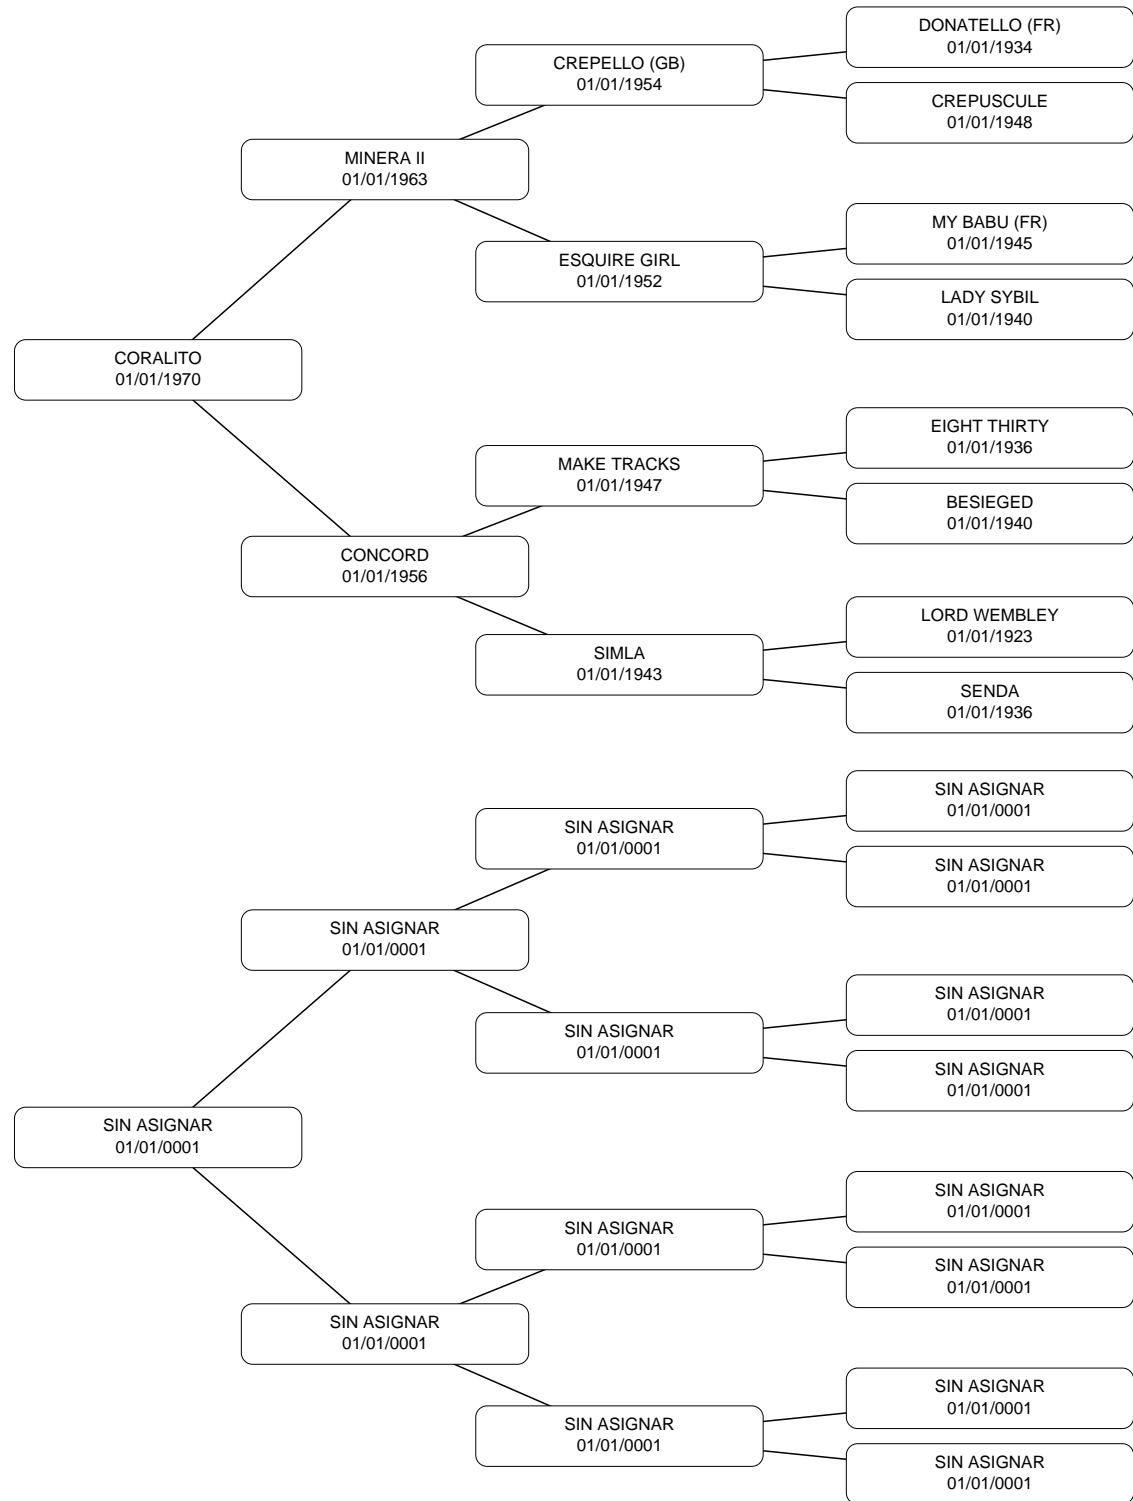 DONATELLO (FR)
01/01/1934
CREPELLO (GB)
01/01/1954
CREPUSCULE
01/01/1948
MINERA II
01/01/1963
MY BABU (FR)
01/01/1945
ESQUIRE GIRL
01/01/1952
LADY SYBIL
01/01/1940
CORALITO
01/01/1970
EIGHT THIRTY
01/01/1936
MAKE TRACKS
01/01/1947
BESIEGED
01/01/1940
CONCORD
01/01/1956
LORD WEMBLEY
01/01/1923
SIMLA
01/01/1943
SENDA
01/01/1936
SIN ASIGNAR
01/01/0001
SIN ASIGNAR
01/01/0001
SIN ASIGNAR
01/01/0001
SIN ASIGNAR
01/01/0001
SIN ASIGNAR
01/01/0001
SIN ASIGNAR
01/01/0001
SIN ASIGNAR
01/01/0001
SIN ASIGNAR
01/01/0001
SIN ASIGNAR
01/01/0001
SIN ASIGNAR
01/01/0001
SIN ASIGNAR
01/01/0001
SIN ASIGNAR
01/01/0001
SIN ASIGNAR
01/01/0001
SIN ASIGNAR
01/01/0001
SIN ASIGNAR
01/01/0001